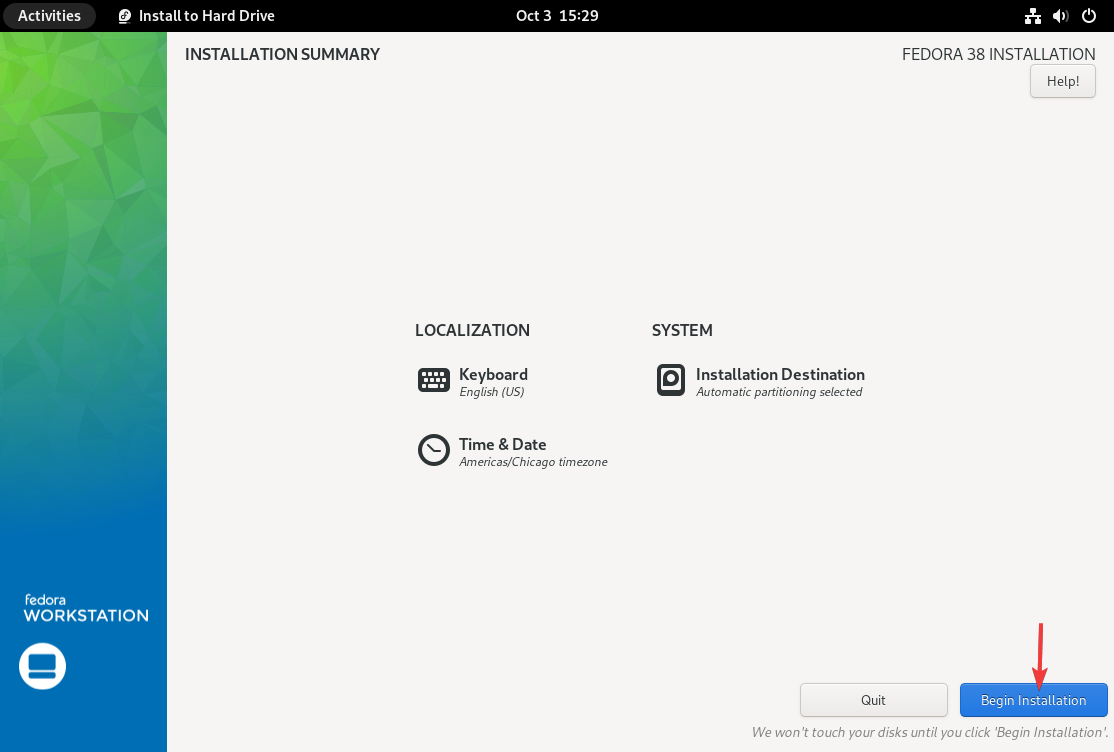 Activities
Install to Hard Drive
Oct 3 15:29
INSTALLATION SUMMARY
FEDORA 38 INSTALLATION
Help!
LOCALIZATION
Keyboard
English (US)
Time & Date
Americas/Chicago timezone
SYSTEM
Installation Destination
Automatic partitioning selected
fedora
WORKSTATION
Quit
Begin Installation
We won't touch your disks until you click 'Begin Installation'.